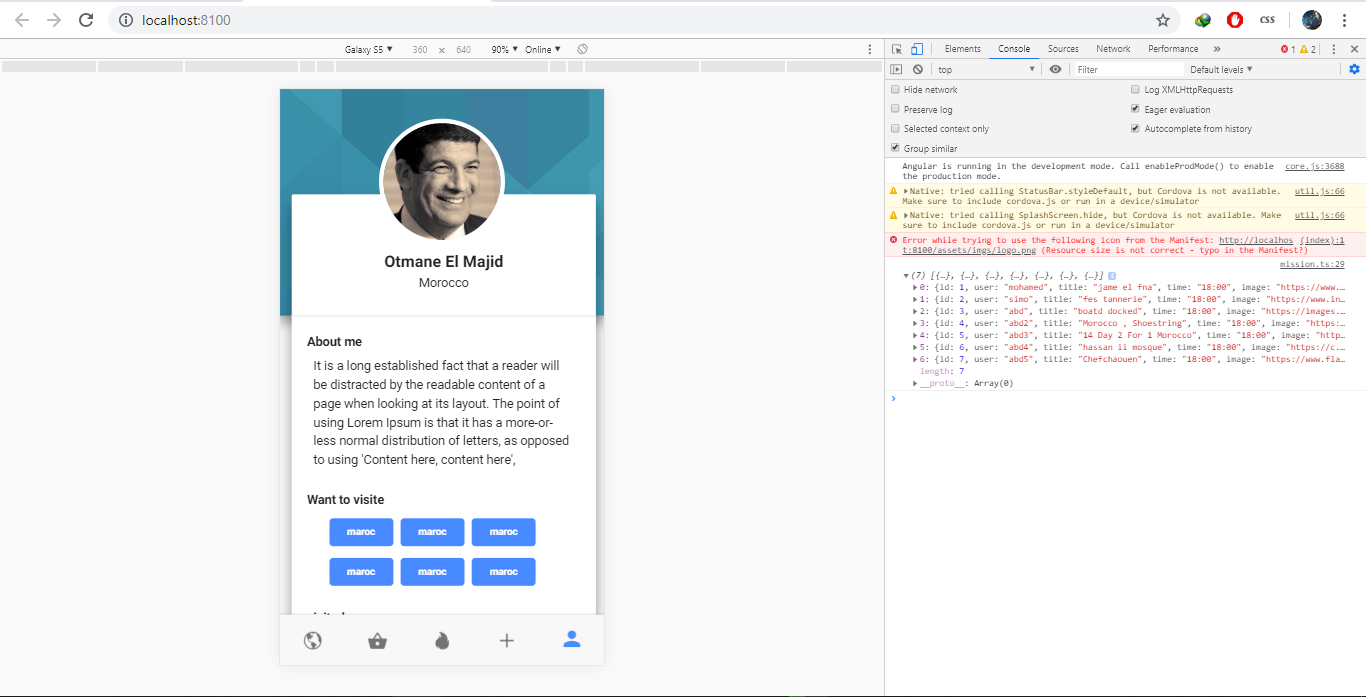 localhost:8100
css
Galaxy S5 ▼ 360 × 640 90% ▼ Online ▼
Elements Console Sources Network Performance » 1 2
top ▼ Filter Default levels ▼
Hide network Log XMLHttpRequests
Preserve log Eager evaluation
Selected context only Autocomplete from history
Group similar
Angular is running in the development mode. Call enableProdMode() to enable core.js:3688
the production mode.
Native: tried calling StatusBar.styleDefault, but Cordova is not available. util.js:66
Make sure to include cordova.js or run in a device/simulator
Native: tried calling SplashScreen.hide, but Cordova is not available. Make util.js:66
sure to include cordova.js or run in a device/simulator
Error while trying to use the following icon from the Manifest: http://localhos (index):1
t:8100/assets/imgs/logo.png (Resource size is not correct - typo in the Manifest?)
mission.ts:29
(7) [{…}, {…}, {…}, {…}, {…}, {…}, {…}] i
0: {id: 1, user: "mohamed", title: "jame el fna", time: "18:00", image: "https://www.…
1: {id: 2, user: "simo", title: "fes tannerie", time: "18:00", image: "https://www.in…
2: {id: 3, user: "abd", title: "boatd docked", time: "18:00", image: "https://images.…
3: {id: 4, user: "abd2", title: "Morocco , Shoestring", time: "18:00", image: "https:…
4: {id: 5, user: "abd3", title: "14 Day 2 For 1 Morocco", time: "18:00", image: "http…
5: {id: 6, user: "abd4", title: "hassan ii mosque", time: "18:00", image: "https://c.…
6: {id: 7, user: "abd5", title: "Chefchaouen", time: "18:00", image: "https://www.fla…
length: 7
__proto__: Array(0)
Otmane El Majid
Morocco
About me
It is a long established fact that a reader will
be distracted by the readable content of a
page when looking at its layout. The point of
using Lorem Ipsum is that it has a more-or-
less normal distribution of letters, as opposed
to using 'Content here, content here',
Want to visite
maroc maroc maroc
maroc maroc maroc